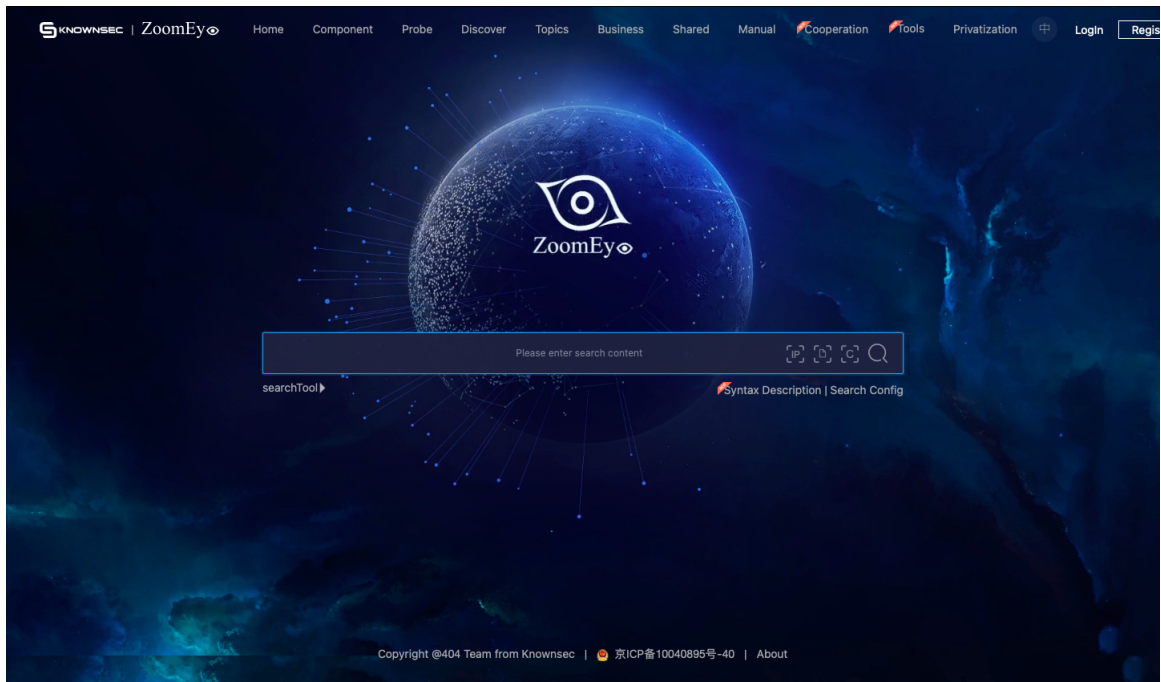 KNOWNSEC | ZoomEye Home Component Probe Discover Topics Business Shared Manual Cooperation Tools Privatization 中 LogIn Regis
ZoomEye
Please enter search content IP D C
searchTool Syntax Description | Search Config
Copyright @404 Team from Knownsec | 京ICP备10040895号-40 | About